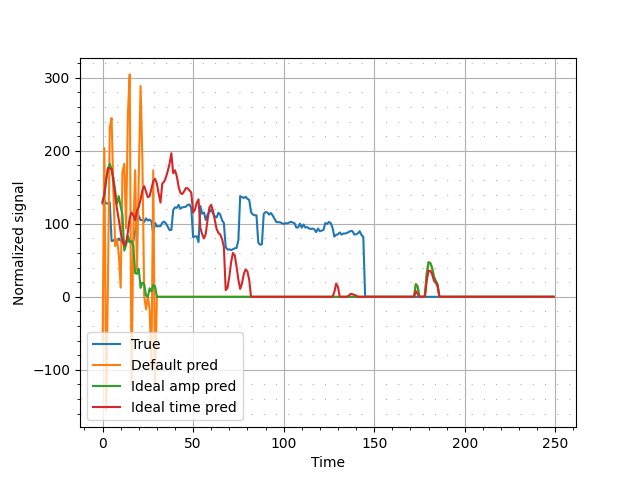 300
200
100
0
−100
Normalized signal
True
Default pred
Ideal amp pred
Ideal time pred
0 50 100 150 200 250
Time